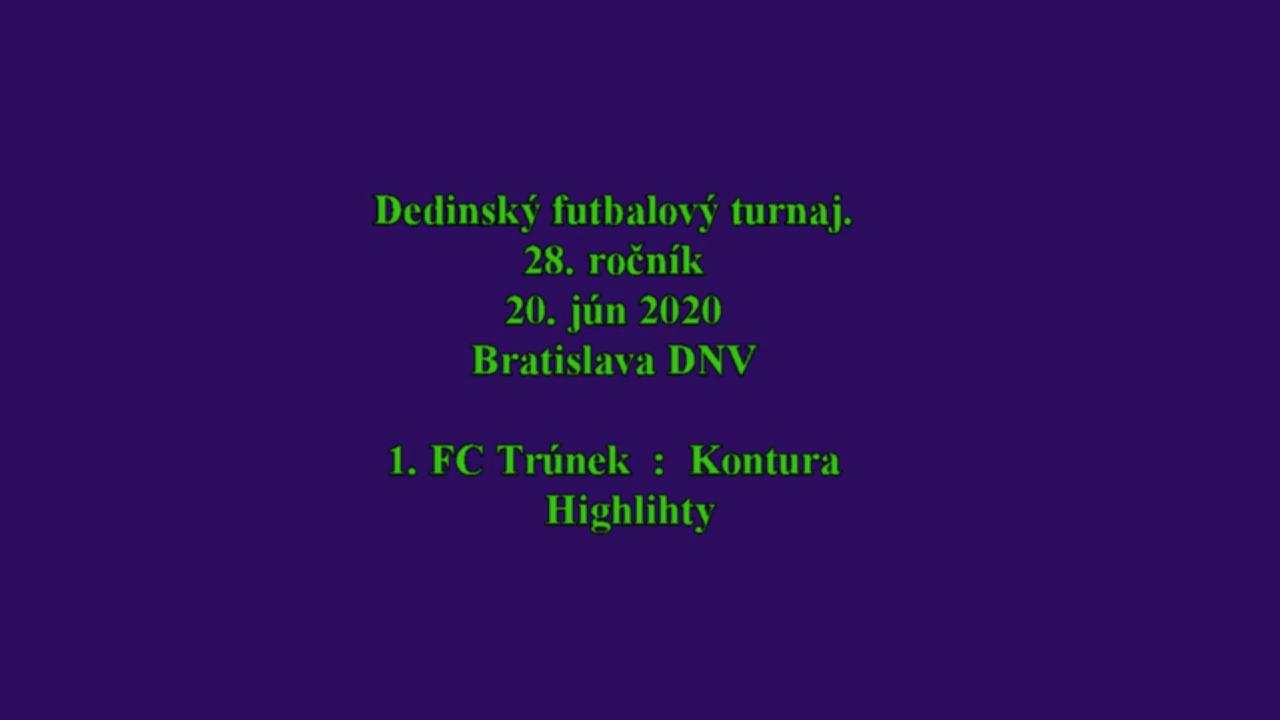 Dedinský futbalový turnaj.
28. ročník
20. jún 2020
Bratislava DNV
1. FC Trúnek : Kontura
Highlihty